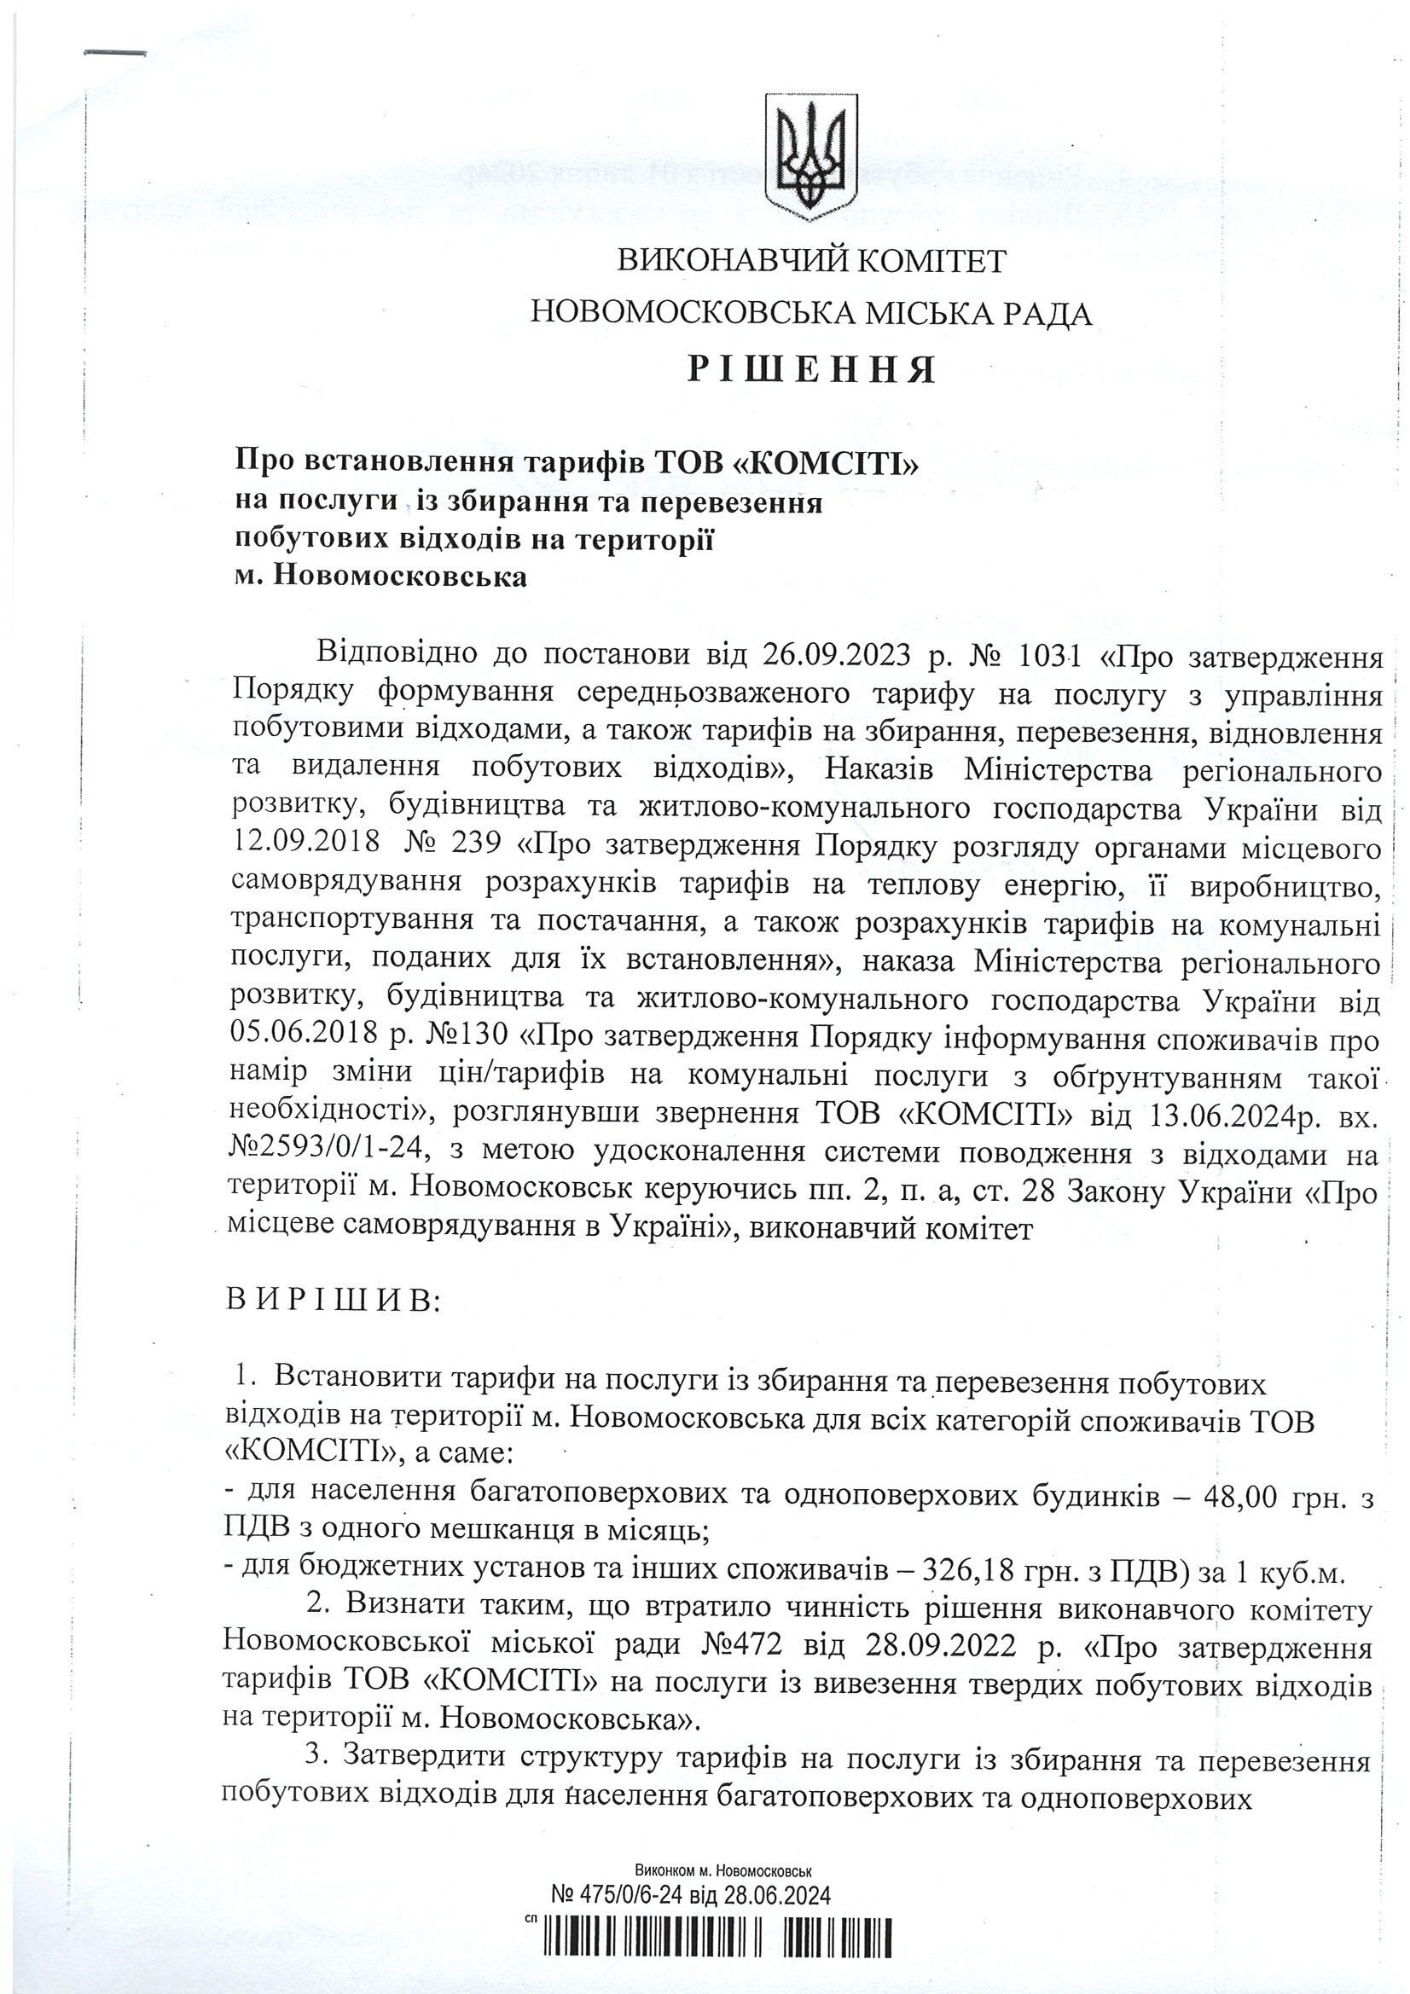 ВИКОНАВЧИЙ КОМІТЕТ
НОВОМОСКОВСЬКА МІСЬКА РАДА
Р І Ш Е Н Н Я
Про встановлення тарифів ТОВ «КОМСІТІ»
на послуги із збирання та перевезення
побутових відходів на території
м. Новомосковська
Відповідно до постанови від 26.09.2023 р. № 1031 «Про затвердження
Порядку формування середньозваженого тарифу на послугу з управління
побутовими відходами, а також тарифів на збирання, перевезення, відновлення
та видалення побутових відходів», Наказів Міністерства регіонального
розвитку, будівництва та житлово-комунального господарства України від
12.09.2018 № 239 «Про затвердження Порядку розгляду органами місцевого
самоврядування розрахунків тарифів на теплову енергію, її виробництво,
транспортування та постачання, а також розрахунків тарифів на комунальні
послуги, поданих для їх встановлення», наказа Міністерства регіонального
розвитку, будівництва та житлово-комунального господарства України від
05.06.2018 р. №130 «Про затвердження Порядку інформування споживачів про
намір зміни цін/тарифів на комунальні послуги з обґрунтуванням такої
необхідності», розглянувши звернення ТОВ «КОМСІТІ» від 13.06.2024р. вх.
№2593/0/1-24, з метою удосконалення системи поводження з відходами на
території м. Новомосковськ керуючись пп. 2, п. а, ст. 28 Закону України «Про
місцеве самоврядування в Україні», виконавчий комітет
В И Р І Ш И В:
1. Встановити тарифи на послуги із збирання та перевезення побутових
відходів на території м. Новомосковська для всіх категорій споживачів ТОВ
«КОМСІТІ», а саме:
- для населення багатоповерхових та одноповерхових будинків – 48,00 грн. з
ПДВ з одного мешканця в місяць;
- для бюджетних установ та інших споживачів – 326,18 грн. з ПДВ) за 1 куб.м.
2. Визнати таким, що втратило чинність рішення виконавчого комітету
Новомосковської міської ради №472 від 28.09.2022 р. «Про затвердження
тарифів ТОВ «КОМСІТІ» на послуги із вивезення твердих побутових відходів
на території м. Новомосковська».
3. Затвердити структуру тарифів на послуги із збирання та перевезення
побутових відходів для населення багатоповерхових та одноповерхових
Виконком м. Новомосковськ
№ 475/0/6-24 від 28.06.2024
сп